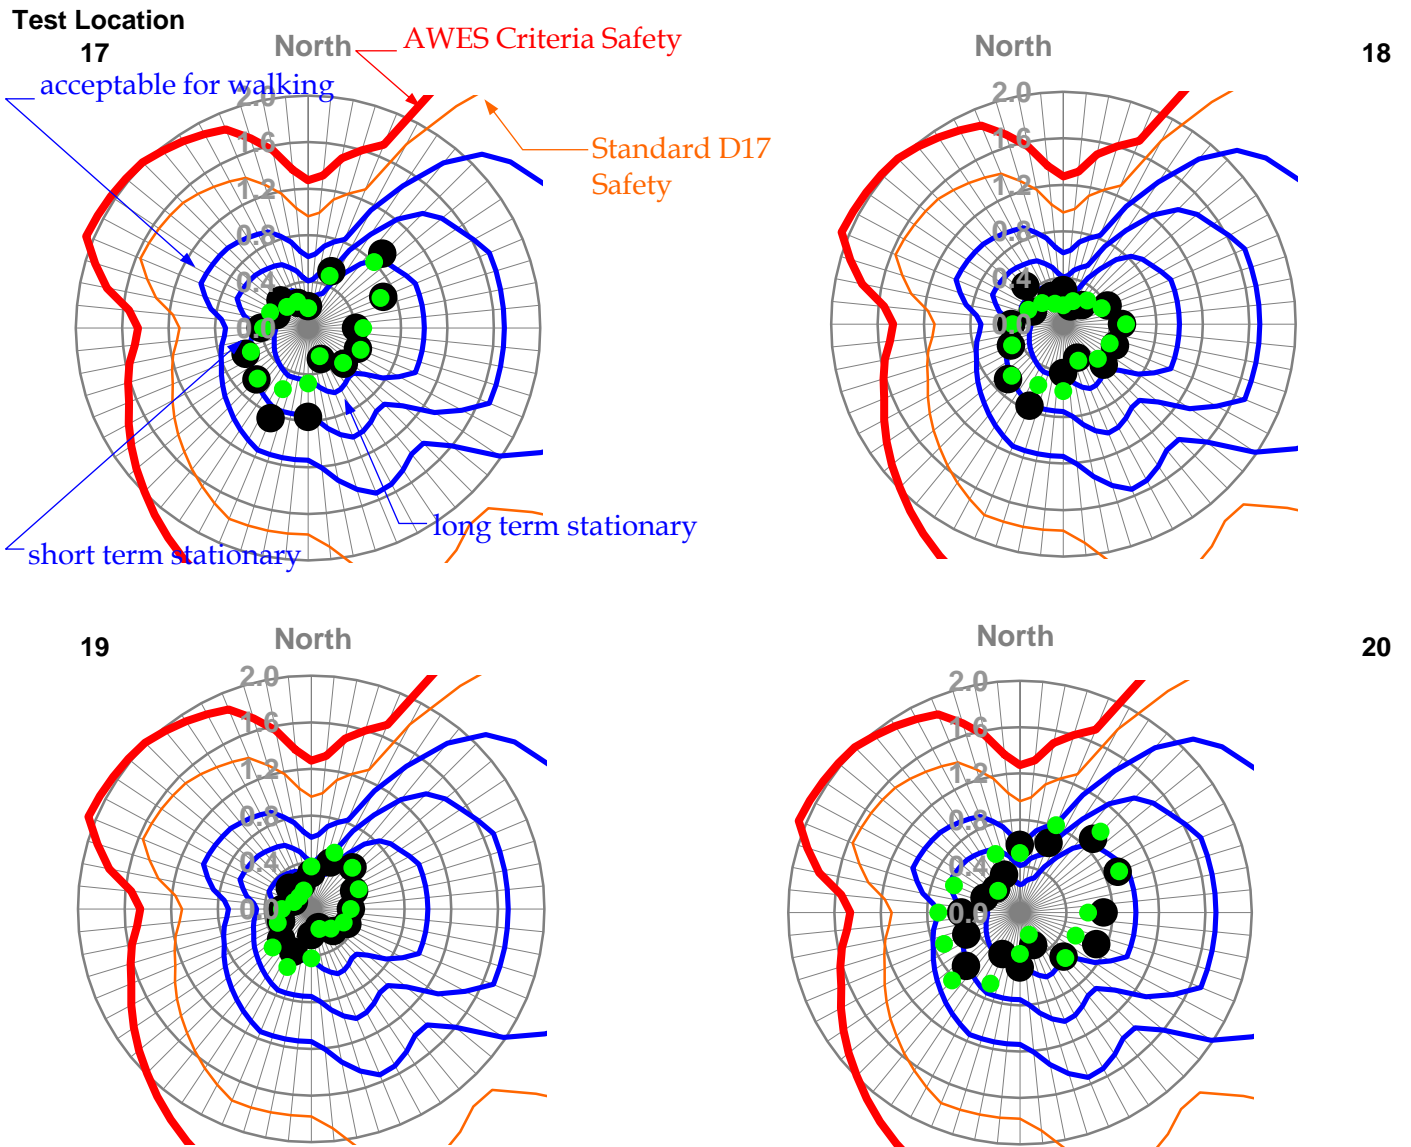 Test Location
17
North
AWES Criteria Safety
acceptable for walking
Standard D17
Safety
2.0
1.6
1.2
0.8
0.4
0.0
long term stationary
short term stationary
North
18
2.0
1.6
1.2
0.8
0.4
0.0
19
North
2.0
1.6
1.2
0.8
0.4
0.0
North
20
2.0
1.6
1.2
0.8
0.4
0.0